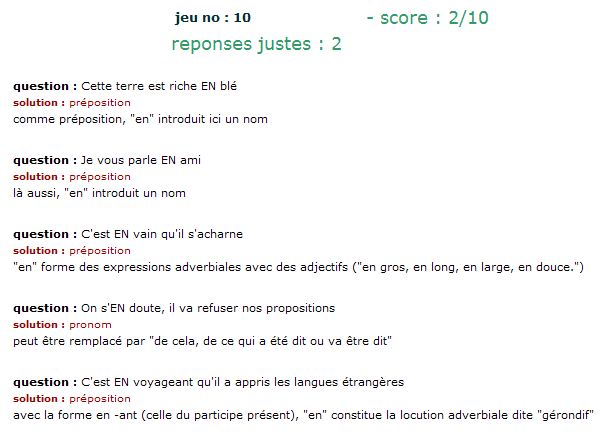 jeu no : 10 - score : 2/10
reponses justes : 2
question : Cette terre est riche EN blé
solution : préposition
comme préposition, "en" introduit ici un nom
question : Je vous parle EN ami
solution : préposition
là aussi, "en" introduit un nom
question : C'est EN vain qu'il s'acharne
solution : préposition
"en" forme des expressions adverbiales avec des adjectifs ("en gros, en long, en large, en douce.")
question : On s'EN doute, il va refuser nos propositions
solution : pronom
peut être remplacé par "de cela, de ce qui a été dit ou va être dit"
question : C'est EN voyageant qu'il a appris les langues étrangères
solution : préposition
avec la forme en -ant (celle du participe présent), "en" constitue la locution adverbiale dite "gérondif"